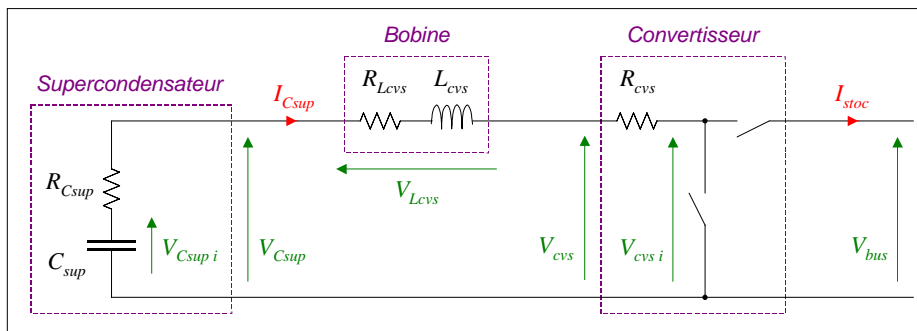 Bobine
Convertisseur
Supercondensateur
R_Lcvs L_cvs
R_cvs
I_Csup
I_stoc
R_Csup
V_Lcvs
C_sup
V_Csup i
V_Csup
V_cvs
V_cvs i
V_bus